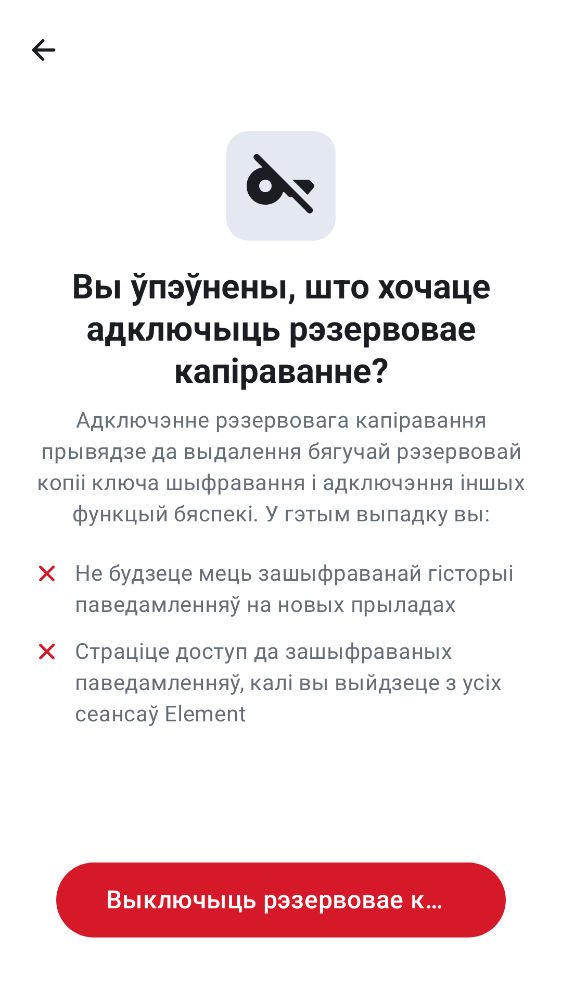 Вы ўпэўнены, што хочаце
адключыць рэзервовае
капіраванне?
Адключэнне рэзервовага капіравання
прывядзе да выдалення бягучай рэзервовай
копіі ключа шыфравання і адключэння іншых
функцый бяспекі. У гэтым выпадку вы:
Не будзеце мець зашыфраванай гісторыі
паведамленняў на новых прыладах
Страціце доступ да зашыфраваных
паведамленняў, калі вы выйдзеце з усіх
сеансаў Element
Выключыць рэзервовае к...